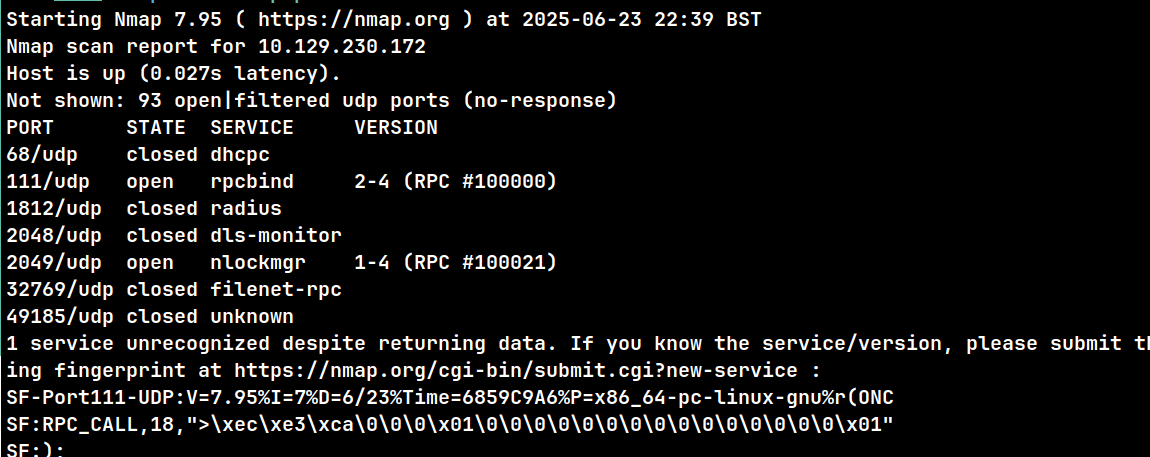 Starting Nmap 7.95 ( https://nmap.org ) at 2025-06-23 22:39 BST
Nmap scan report for 10.129.230.172
Host is up (0.027s latency).
Not shown: 93 open|filtered udp ports (no-response)
PORT      STATE  SERVICE     VERSION
68/udp    closed dhcpc
111/udp   open   rpcbind     2-4 (RPC #100000)
1812/udp  closed radius
2048/udp  closed dls-monitor
2049/udp  open   nlockmgr    1-4 (RPC #100021)
32769/udp closed filenet-rpc
49185/udp closed unknown
1 service unrecognized despite returning data. If you know the service/version, please submit th
ing fingerprint at https://nmap.org/cgi-bin/submit.cgi?new-service :
SF-Port111-UDP:V=7.95%I=7%D=6/23%Time=6859C9A6%P=x86_64-pc-linux-gnu%r(ONC
SF:RPC_CALL,18,">\xec\xe3\xca\0\0\0\x01\0\0\0\0\0\0\0\0\0\0\0\0\0\0\0\x01"
SF:);